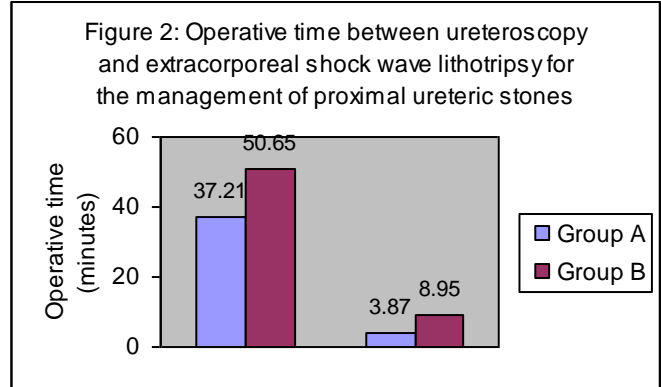 Figure 2: Operative time between ureteroscopy
and extracorporeal shock wave lithotripsy for
the management of proximal ureteric stones
Operative time
(minutes)
60
40
20
0
37.21
50.65
3.87
8.95
Group A
Group B